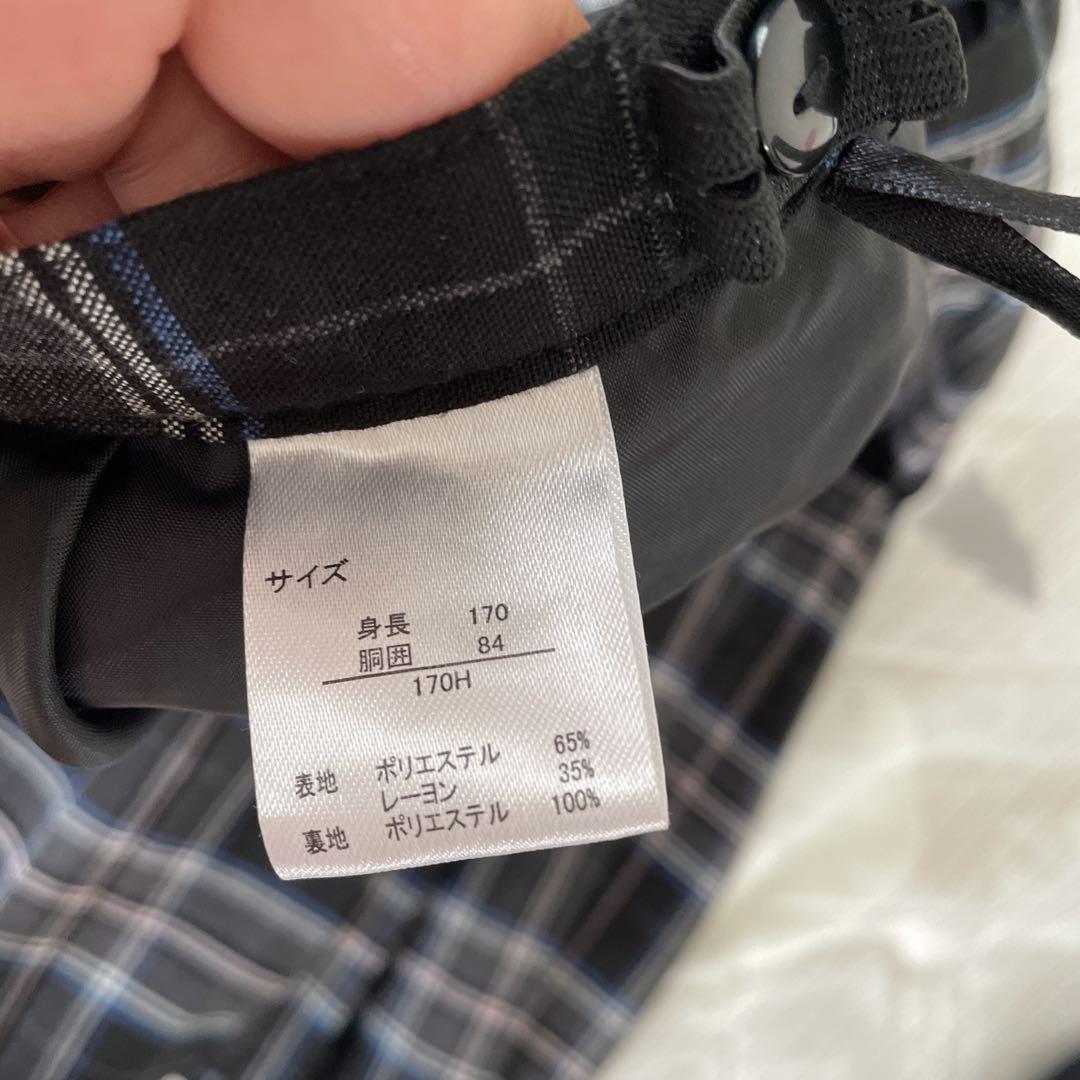 サイズ
身長 170
胴囲 84
170H
表地 ポリエステル 65%
レーヨン 35%
裏地 ポリエステル 100%